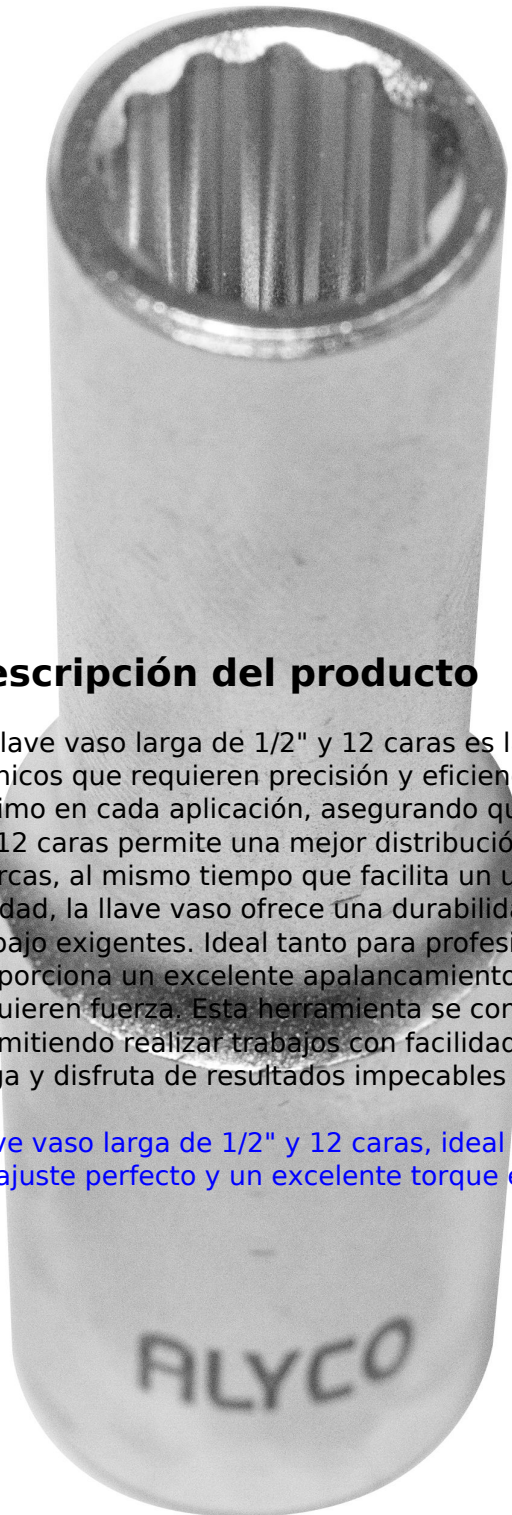 escripción del producto
lave vaso larga de 1/2" y 12 caras es l
nicos que requieren precisión y eficien
imo en cada aplicación, asegurando qu
12 caras permite una mejor distribució
rcas, al mismo tiempo que facilita un u
idad, la llave vaso ofrece una durabilida
bajo exigentes. Ideal tanto para profesi
porciona un excelente apalancamiento
uieren fuerza. Esta herramienta se con
mitiendo realizar trabajos con facilidad
ga y disfruta de resultados impecables
ve vaso larga de 1/2" y 12 caras, ideal
ajuste perfecto y un excelente torque e
ALYCO